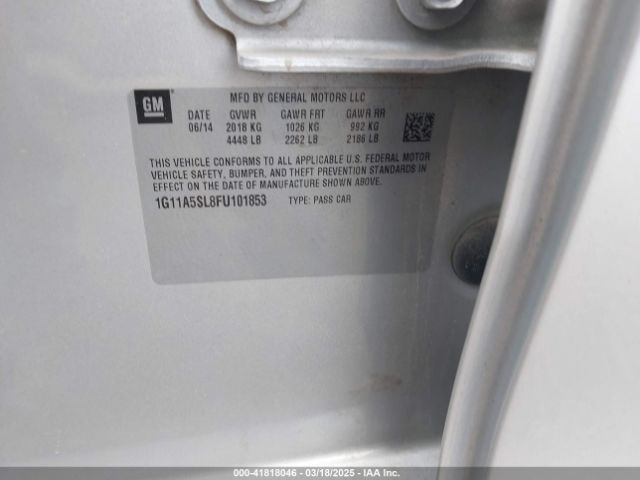 GM
MFD BY GENERAL MOTORS LLC
DATE GVWR GAWR FRT GAWR RR
06/14 2018 KG 1026 KG 992 KG
4448 LB 2262 LB 2186 LB
THIS VEHICLE CONFORMS TO ALL APPLICABLE U.S. FEDERAL MOTOR
VEHICLE SAFETY, BUMPER, AND THEFT PREVENTION STANDARDS IN
EFFECT ON THE DATE OF MANUFACTURE SHOWN ABOVE.
1G11A5SL8FU101853 TYPE: PASS CAR
© - 41818046 - 03/18/2025 - IAA Inc.